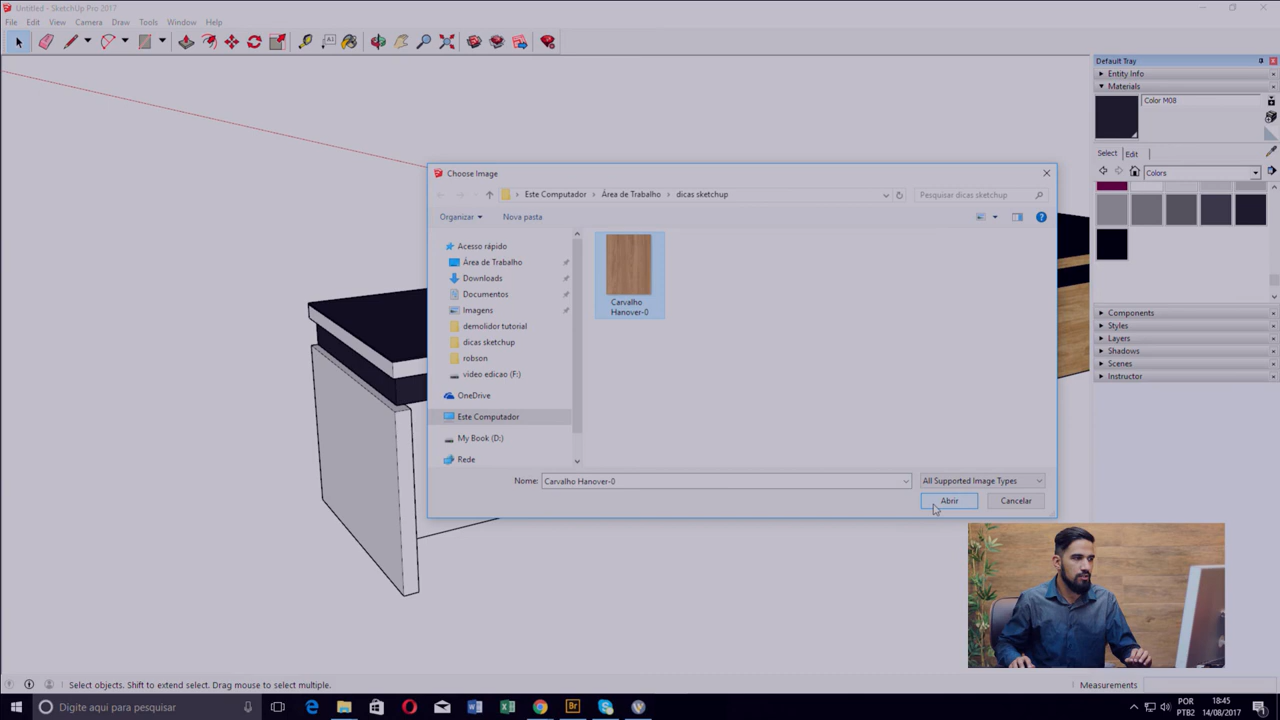 Untitled - SketchUp Pro 2017
File Edit View Camera Draw Tools Window Help
Default Tray
Entity Info
Materials
Color M08
Select Edit
Colors
Components
Styles
Layers
Shadows
Scenes
Instructor
Choose Image
Este Computador > Área de Trabalho > dicas sketchup
Pesquisar dicas sketchup
Organizar
Nova pasta
Acesso rápido
Área de Trabalho
Downloads
Documentos
Imagens
demolidor tutorial
dicas sketchup
robson
video edicao (F:)
OneDrive
Este Computador
My Book (D:)
Rede
Carvalho
Hanover-0
Nome: Carvalho Hanover-0
All Supported Image Types
Abrir Cancelar
Select objects. Shift to extend select. Drag mouse to select multiple.
Measurements
Digite aqui para pesquisar
POR
PTB2
18:45
14/08/2017